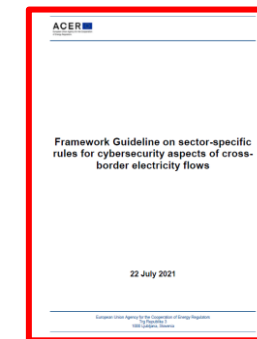 ACER
Framework Guideline on sector-specific
rules for cybersecurity aspects of cross-
border electricity flows
22 July 2021
European Union Agency for the Cooperation of Energy Regulators
Trg Republike 3
1000 Ljubljana, Slovenia